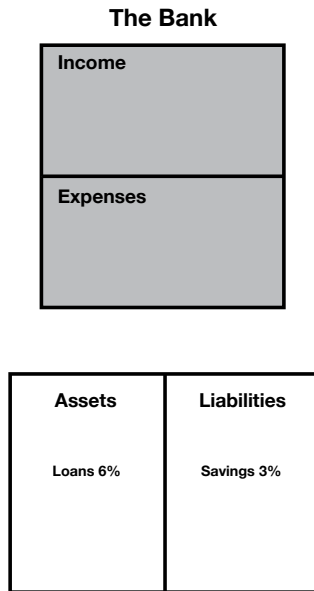 The Bank
Income
Expenses
Assets
Liabilities
Loans 6%
Savings 3%